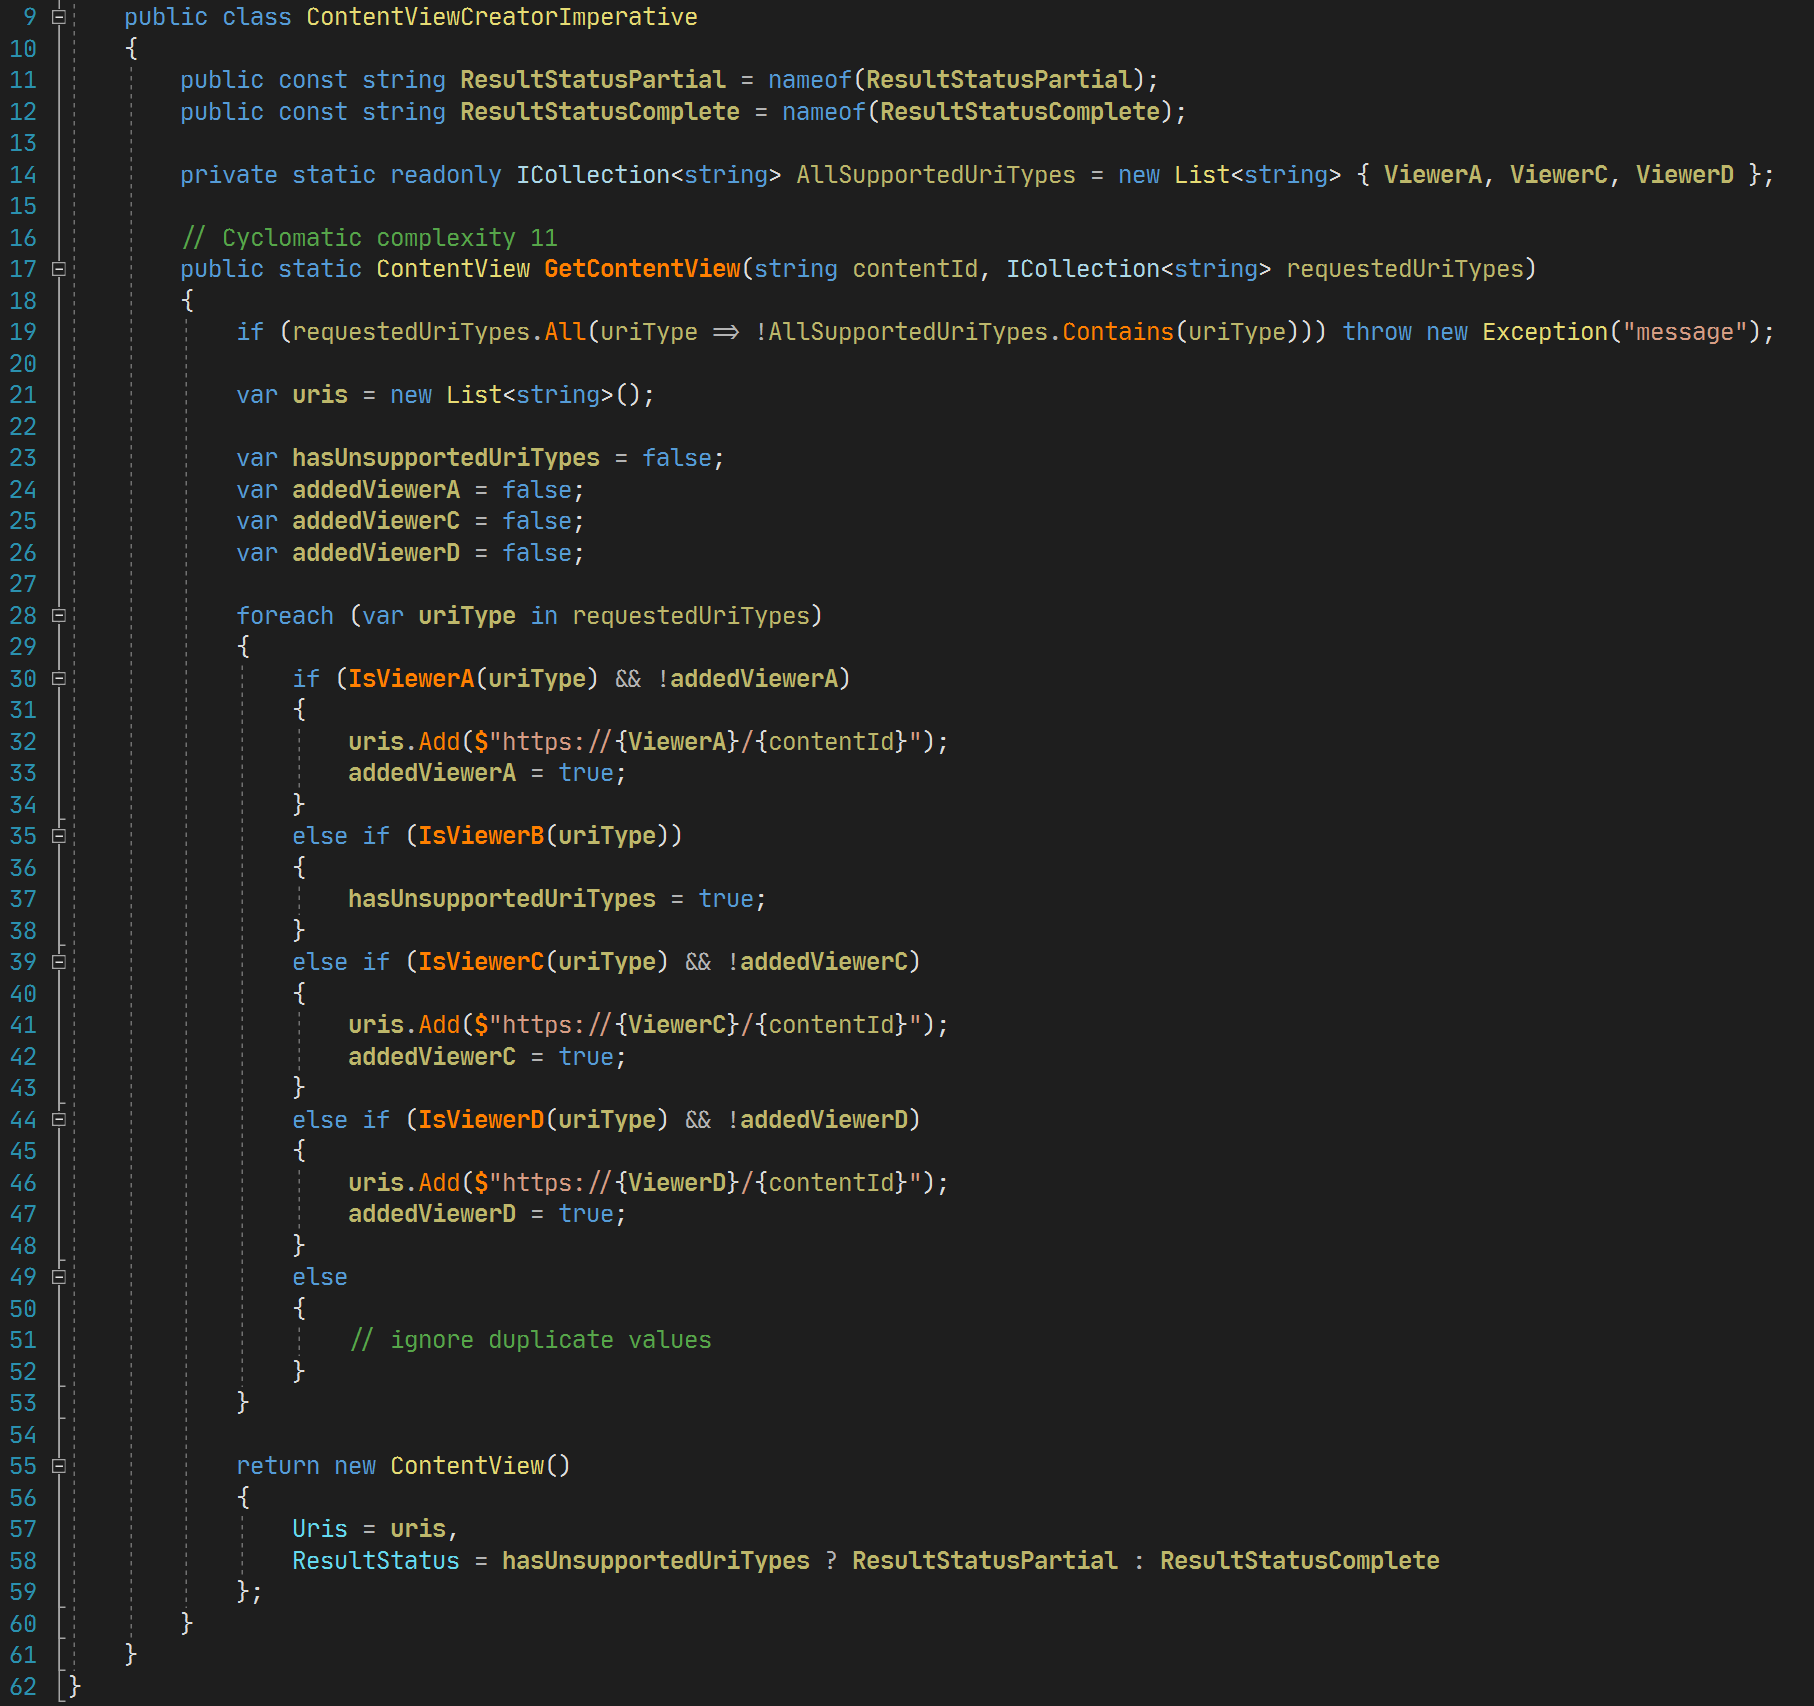 9 public class ContentViewCreatorImperative
10 {
11 public const string ResultStatusPartial = nameof(ResultStatusPartial);
12 public const string ResultStatusComplete = nameof(ResultStatusComplete);
13
14 private static readonly ICollection<string> AllSupportedUriTypes = new List<string> { ViewerA, ViewerC, ViewerD };
15
16 // Cyclomatic complexity 11
17 public static ContentView GetContentView(string contentId, ICollection<string> requestedUriTypes)
18 {
19 if (requestedUriTypes.All(uriType => !AllSupportedUriTypes.Contains(uriType))) throw new Exception("message");
20
21 var uris = new List<string>();
22
23 var hasUnsupportedUriTypes = false;
24 var addedViewerA = false;
25 var addedViewerC = false;
26 var addedViewerD = false;
27
28 foreach (var uriType in requestedUriTypes)
29 {
30 if (IsViewerA(uriType) && !addedViewerA)
31 {
32 uris.Add($"https://{ViewerA}/{contentId}");
33 addedViewerA = true;
34 }
35 else if (IsViewerB(uriType))
36 {
37 hasUnsupportedUriTypes = true;
38 }
39 else if (IsViewerC(uriType) && !addedViewerC)
40 {
41 uris.Add($"https://{ViewerC}/{contentId}");
42 addedViewerC = true;
43 }
44 else if (IsViewerD(uriType) && !addedViewerD)
45 {
46 uris.Add($"https://{ViewerD}/{contentId}");
47 addedViewerD = true;
48 }
49 else
50 {
51 // ignore duplicate values
52 }
53 }
54
55 return new ContentView()
56 {
57 Uris = uris,
58 ResultStatus = hasUnsupportedUriTypes ? ResultStatusPartial : ResultStatusComplete
59 };
60 }
61 }
62 }